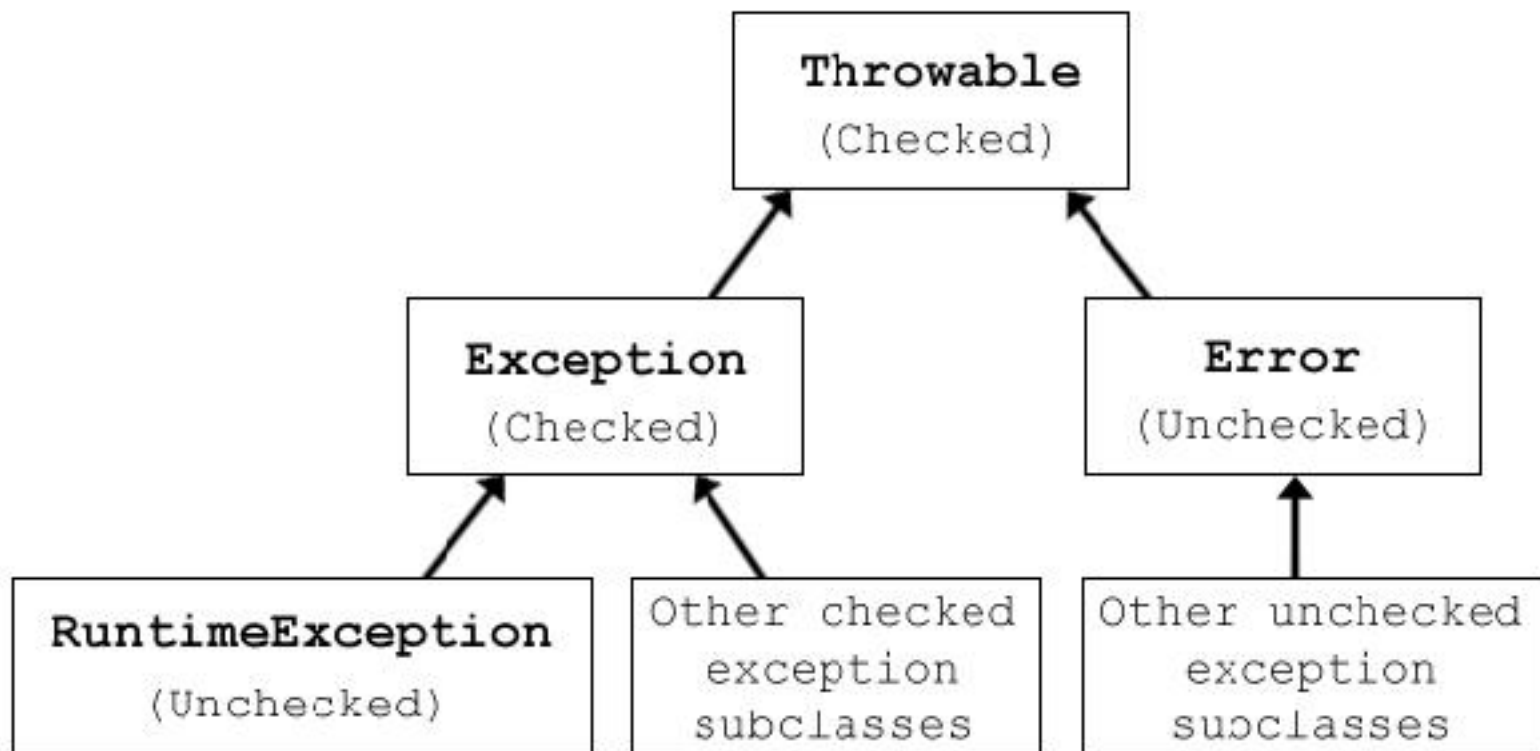 Throwable
(Checked)
Exception
(Checked)
Error
(Unchecked)
RuntimeException
(Unchecked)
Other checked
exception
subclasses
Other unchecked
exception
subclasses